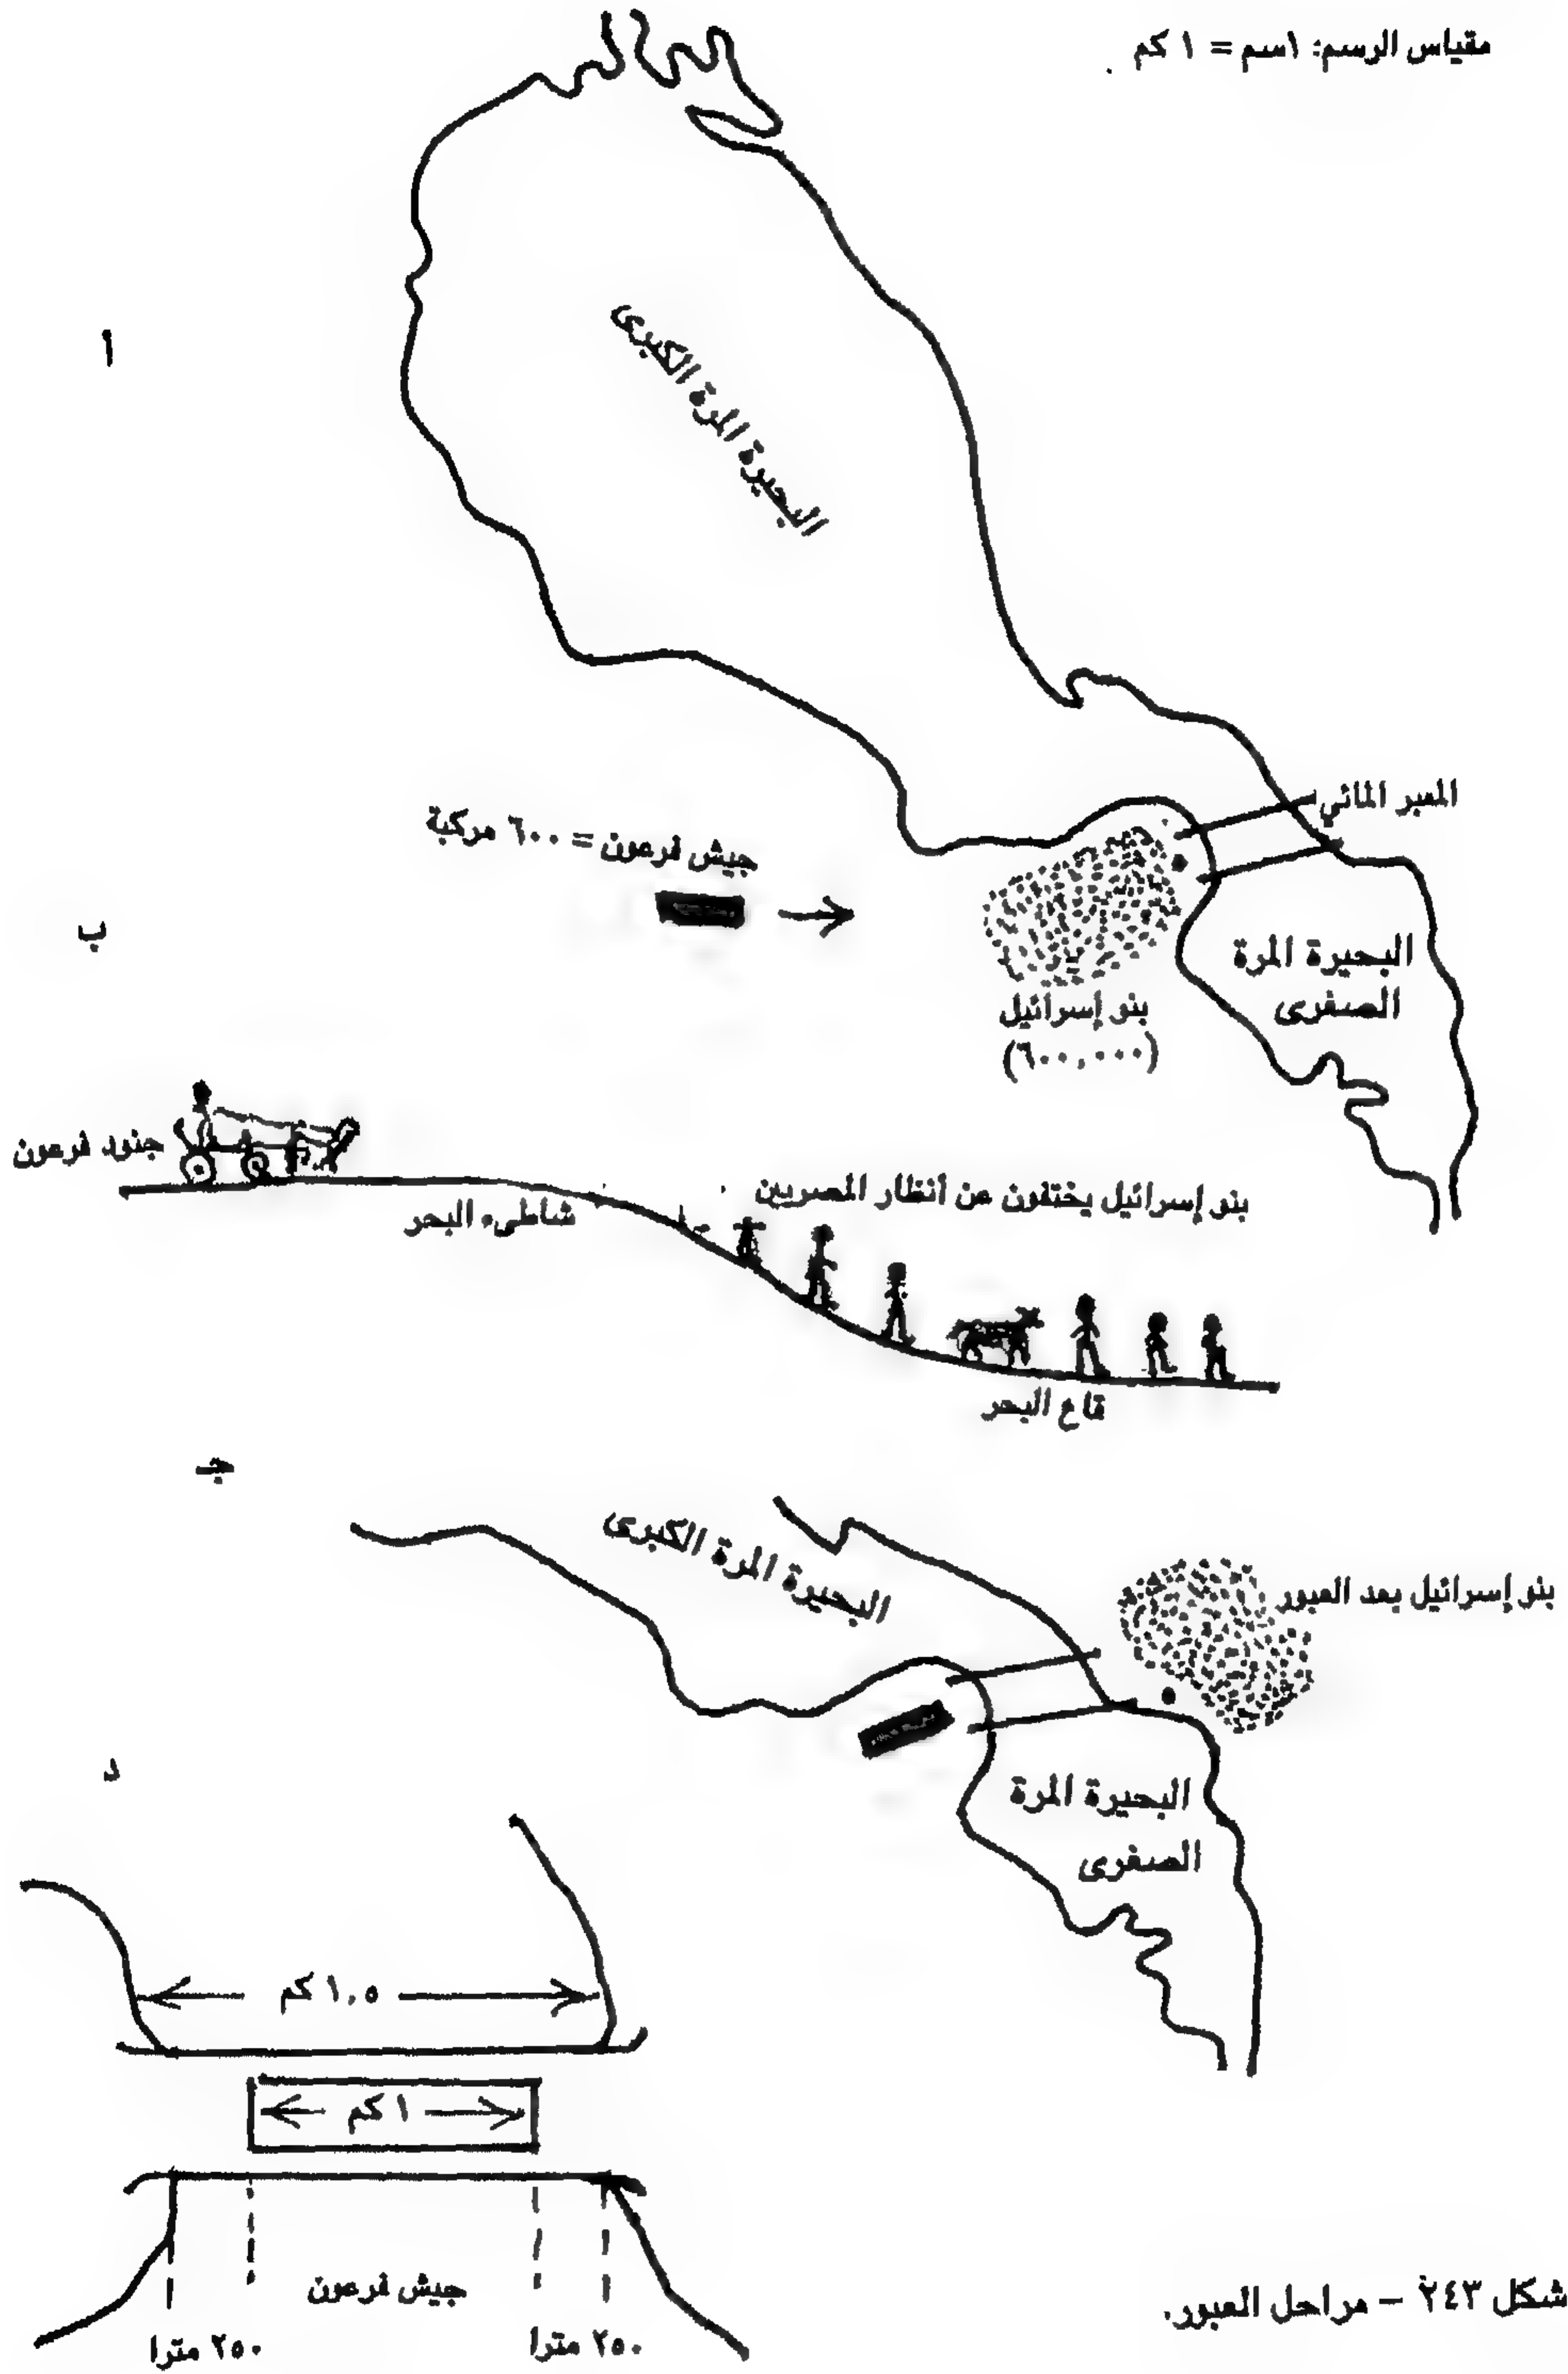 مقياس الرسم: ١سم = ١ كم
أ
البحيرة المرة الكبرى
المعبر المائي
جيش فرعون = ٦٠٠ مركبة
ب
البحيرة المرة
الصغرى
بنو إسرائيل
(٦٠٠,٠٠٠)
جنود فرعون
شاطىء البحر
بنو إسرائيل يختفون عن أنظار المصريين
قاع البحر
جـ
البحيرة المرة الكبرى
بنو إسرائيل بعد العبور
د
البحيرة المرة
الصغرى
١,٥ كم
١ كم
جيش فرعون
٢٥٠ مترا
٢٥٠ مترا
شكل ٢٤٣ – مراحل العبور.